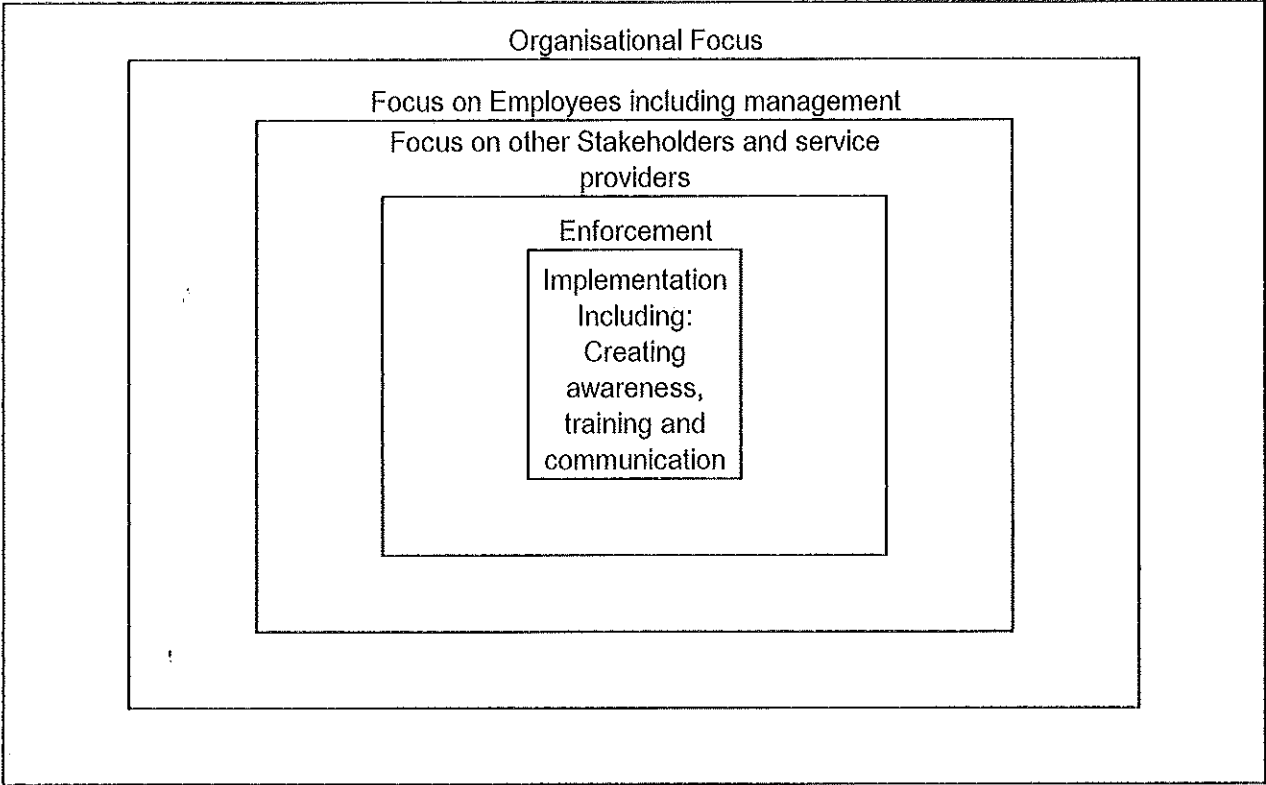 Organisational Focus
Focus on Employees including management
Focus on other Stakeholders and service
providers
Enforcement
Implementation
Including:
Creating
awareness,
training and
communication